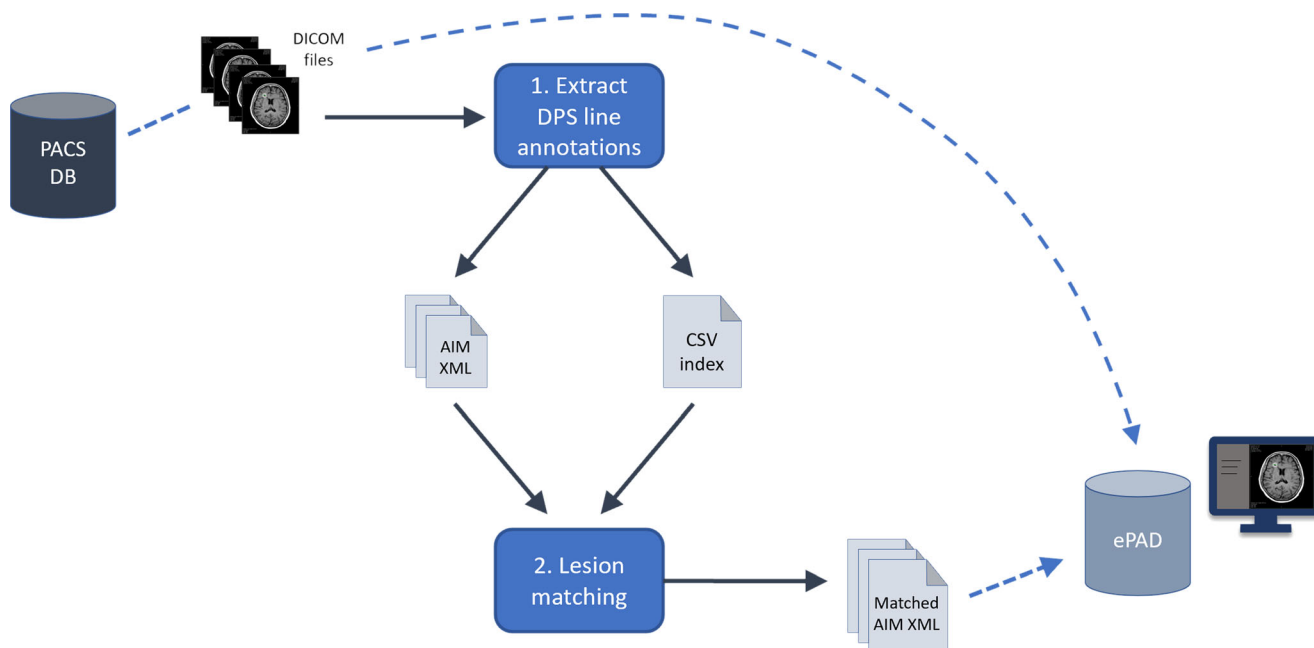 DICOM
files
PACS
DB
1. Extract
DPS line
annotations
AIM
XML
CSV
index
2. Lesion
matching
Matched
AIM XML
ePAD